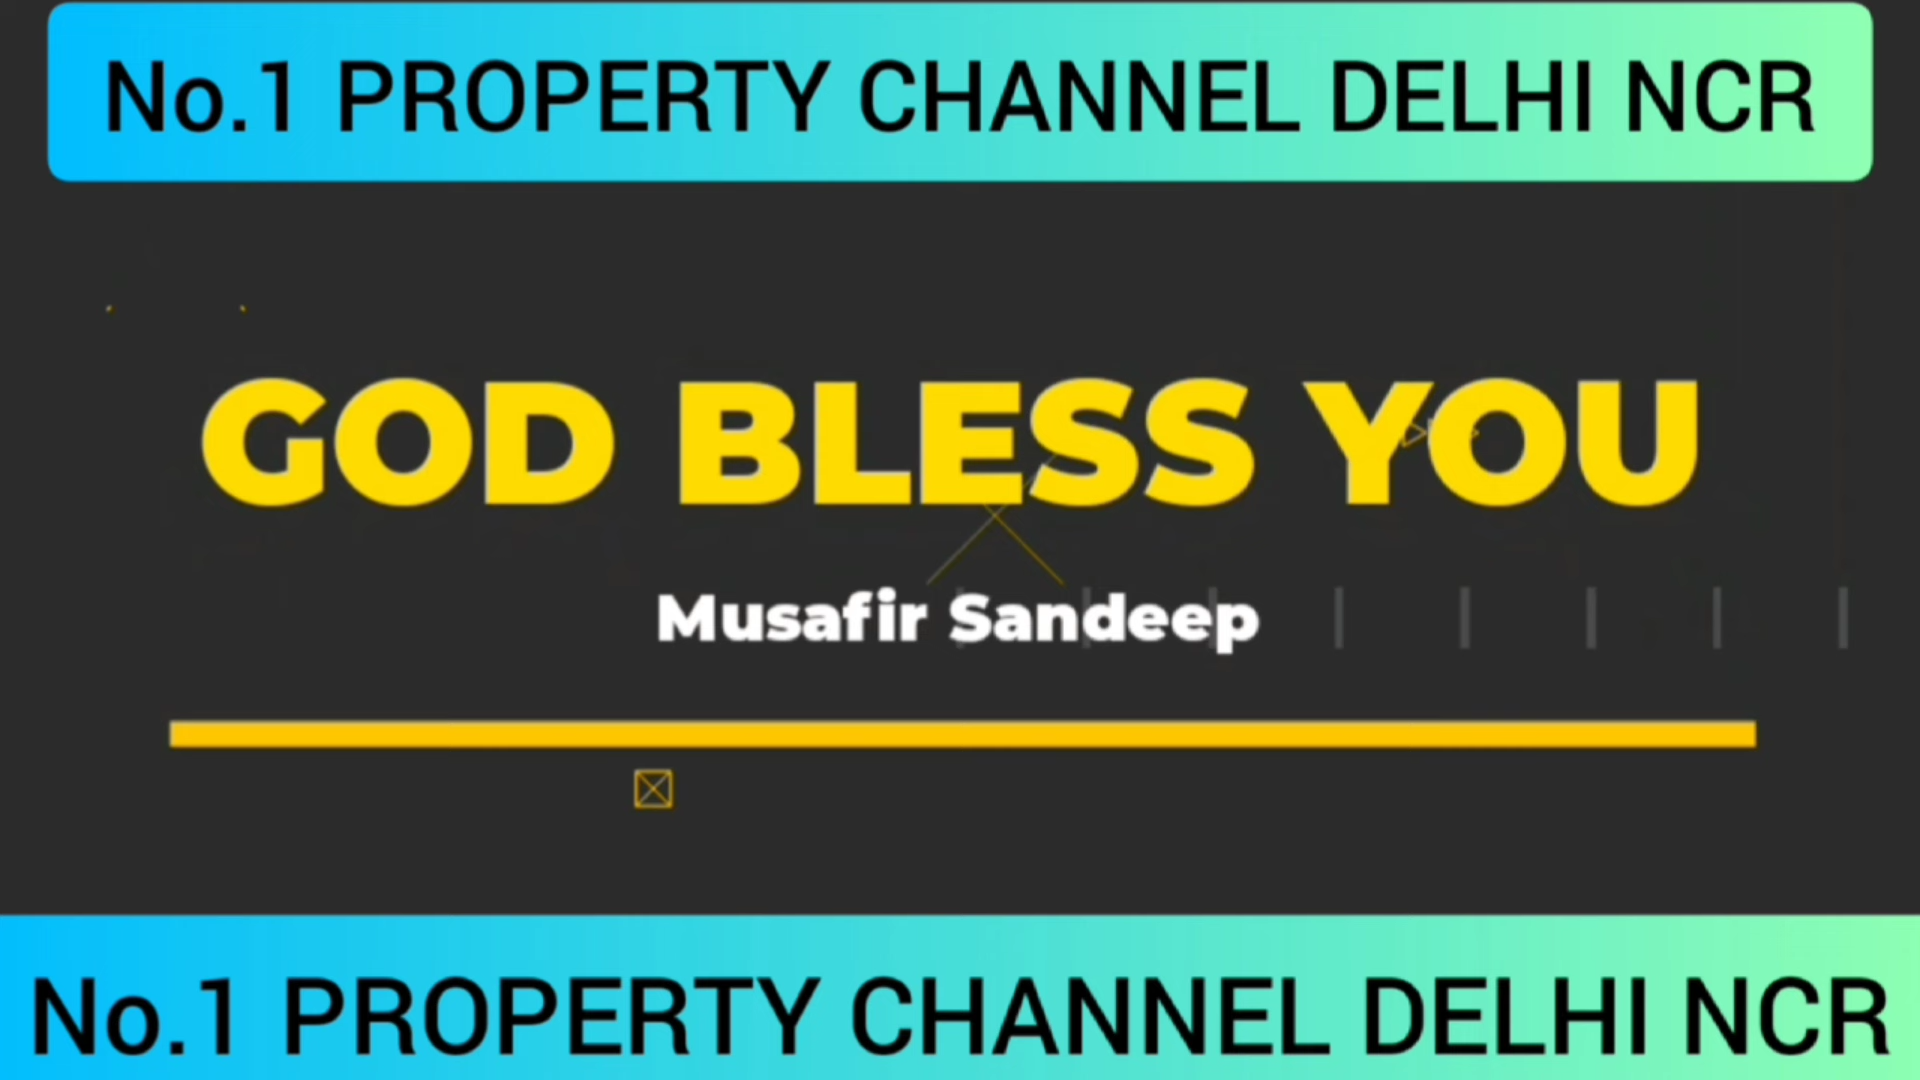 No.1 PROPERTY CHANNEL DELHI NCR
GOD BLESS YOU
Musafir Sandeep
No.1 PROPERTY CHANNEL DELHI NCR